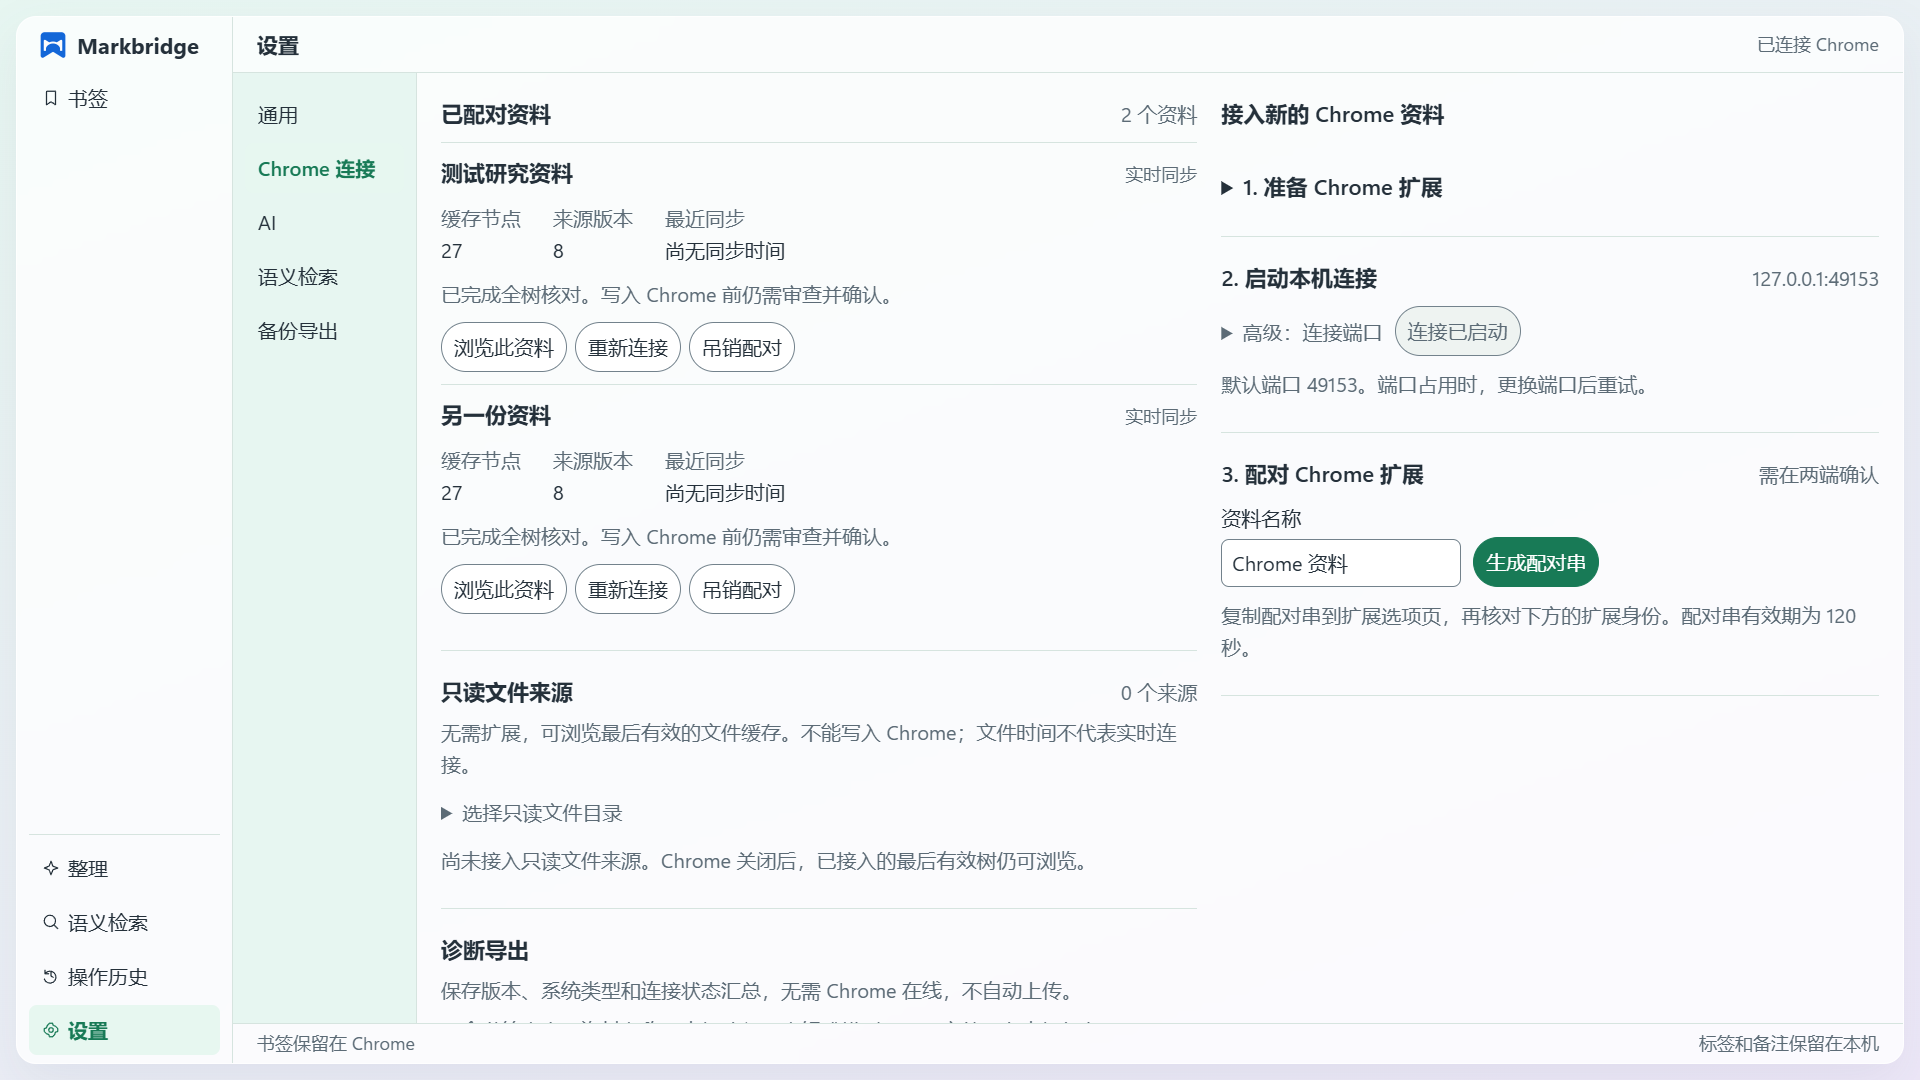 Markbridge
书签
整理
语义检索
操作历史
设置
设置
已连接 Chrome
通用
Chrome 连接
AI
语义检索
备份导出
已配对资料
2 个资料
测试研究资料
实时同步
缓存节点 来源版本 最近同步
27 8 尚无同步时间
已完成全树核对。写入 Chrome 前仍需审查并确认。
浏览此资料 重新连接 吊销配对
另一份资料
实时同步
缓存节点 来源版本 最近同步
27 8 尚无同步时间
已完成全树核对。写入 Chrome 前仍需审查并确认。
浏览此资料 重新连接 吊销配对
只读文件来源
0 个来源
无需扩展，可浏览最后有效的文件缓存。不能写入 Chrome；文件时间不代表实时连
接。
选择只读文件目录
尚未接入只读文件来源。Chrome 关闭后，已接入的最后有效树仍可浏览。
诊断导出
保存版本、系统类型和连接状态汇总，无需 Chrome 在线，不自动上传。
接入新的 Chrome 资料
1. 准备 Chrome 扩展
2. 启动本机连接
127.0.0.1:49153
高级：连接端口 连接已启动
默认端口 49153。端口占用时，更换端口后重试。
3. 配对 Chrome 扩展
需在两端确认
资料名称
Chrome 资料 生成配对串
复制配对串到扩展选项页，再核对下方的扩展身份。配对串有效期为 120
秒。
书签保留在 Chrome
标签和备注保留在本机